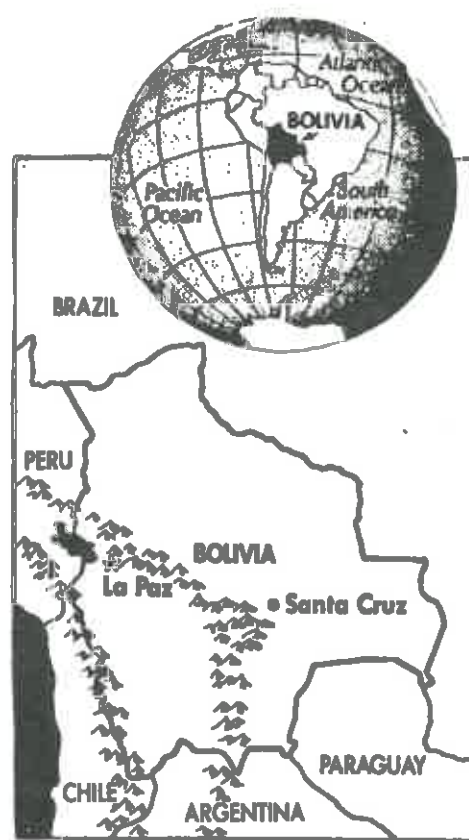 Atlantic
Ocean
BOLIVIA
Pacific
Ocean
South
America
BRAZIL
PERU
BOLIVIA
La Paz
Santa Cruz
PARAGUAY
CHILE
ARGENTINA